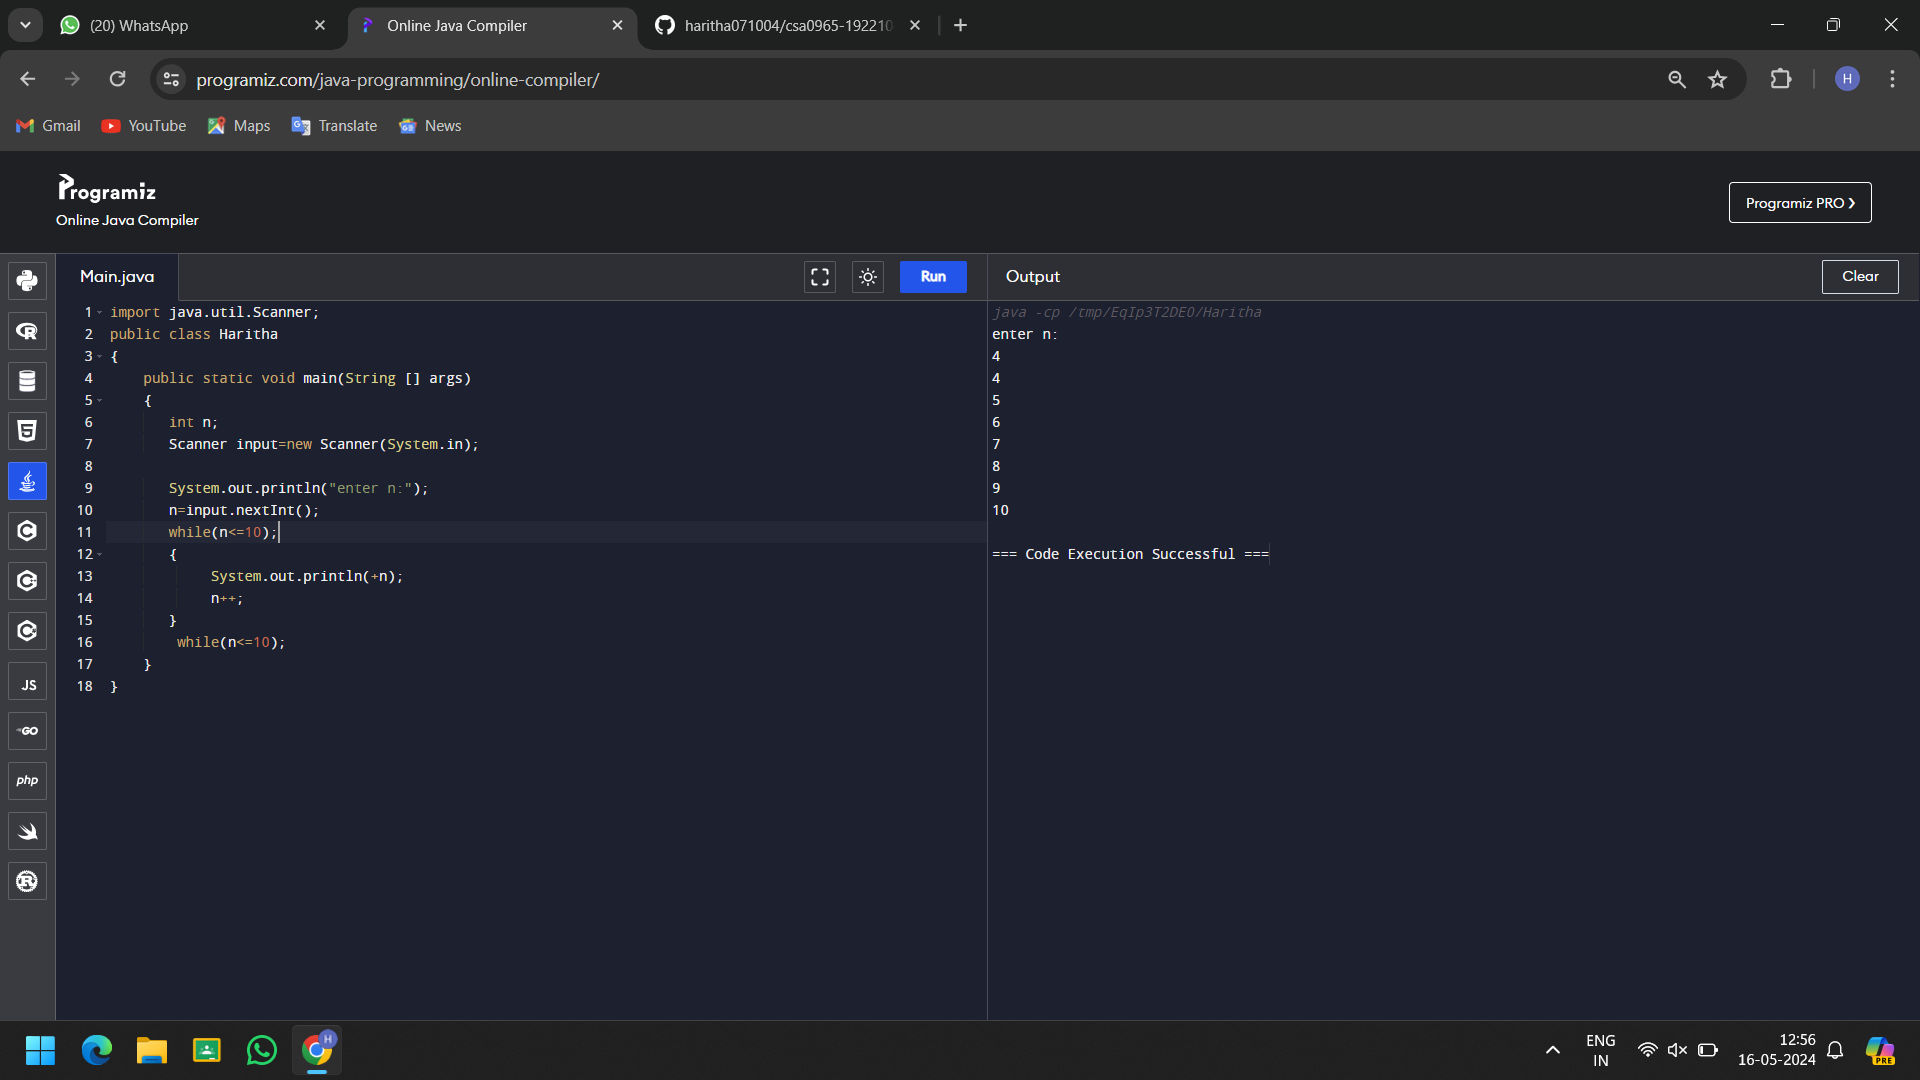 (20) WhatsApp
Online Java Compiler
haritha071004/csa0965-192210
programiz.com/java-programming/online-compiler/
H
Gmail
YouTube
Maps
Translate
News
Programiz
Online Java Compiler
Programiz PRO ❯
Main.java
Run
Output
Clear
1 import java.util.Scanner;
2 public class Haritha
3 {
4 public static void main(String [] args)
5 {
6 int n;
7 Scanner input=new Scanner(System.in);
8
9 System.out.println("enter n:");
10 n=input.nextInt();
11 while(n<=10);
12 {
13 System.out.println(+n);
14 n++;
15 }
16 while(n<=10);
17 }
18 }
java -cp /tmp/EqIp3T2DEO/Haritha
enter n:
4
4
5
6
7
8
9
10
=== Code Execution Successful ===
JS
GO
php
H
ENG
IN
12:56
16-05-2024
PRE